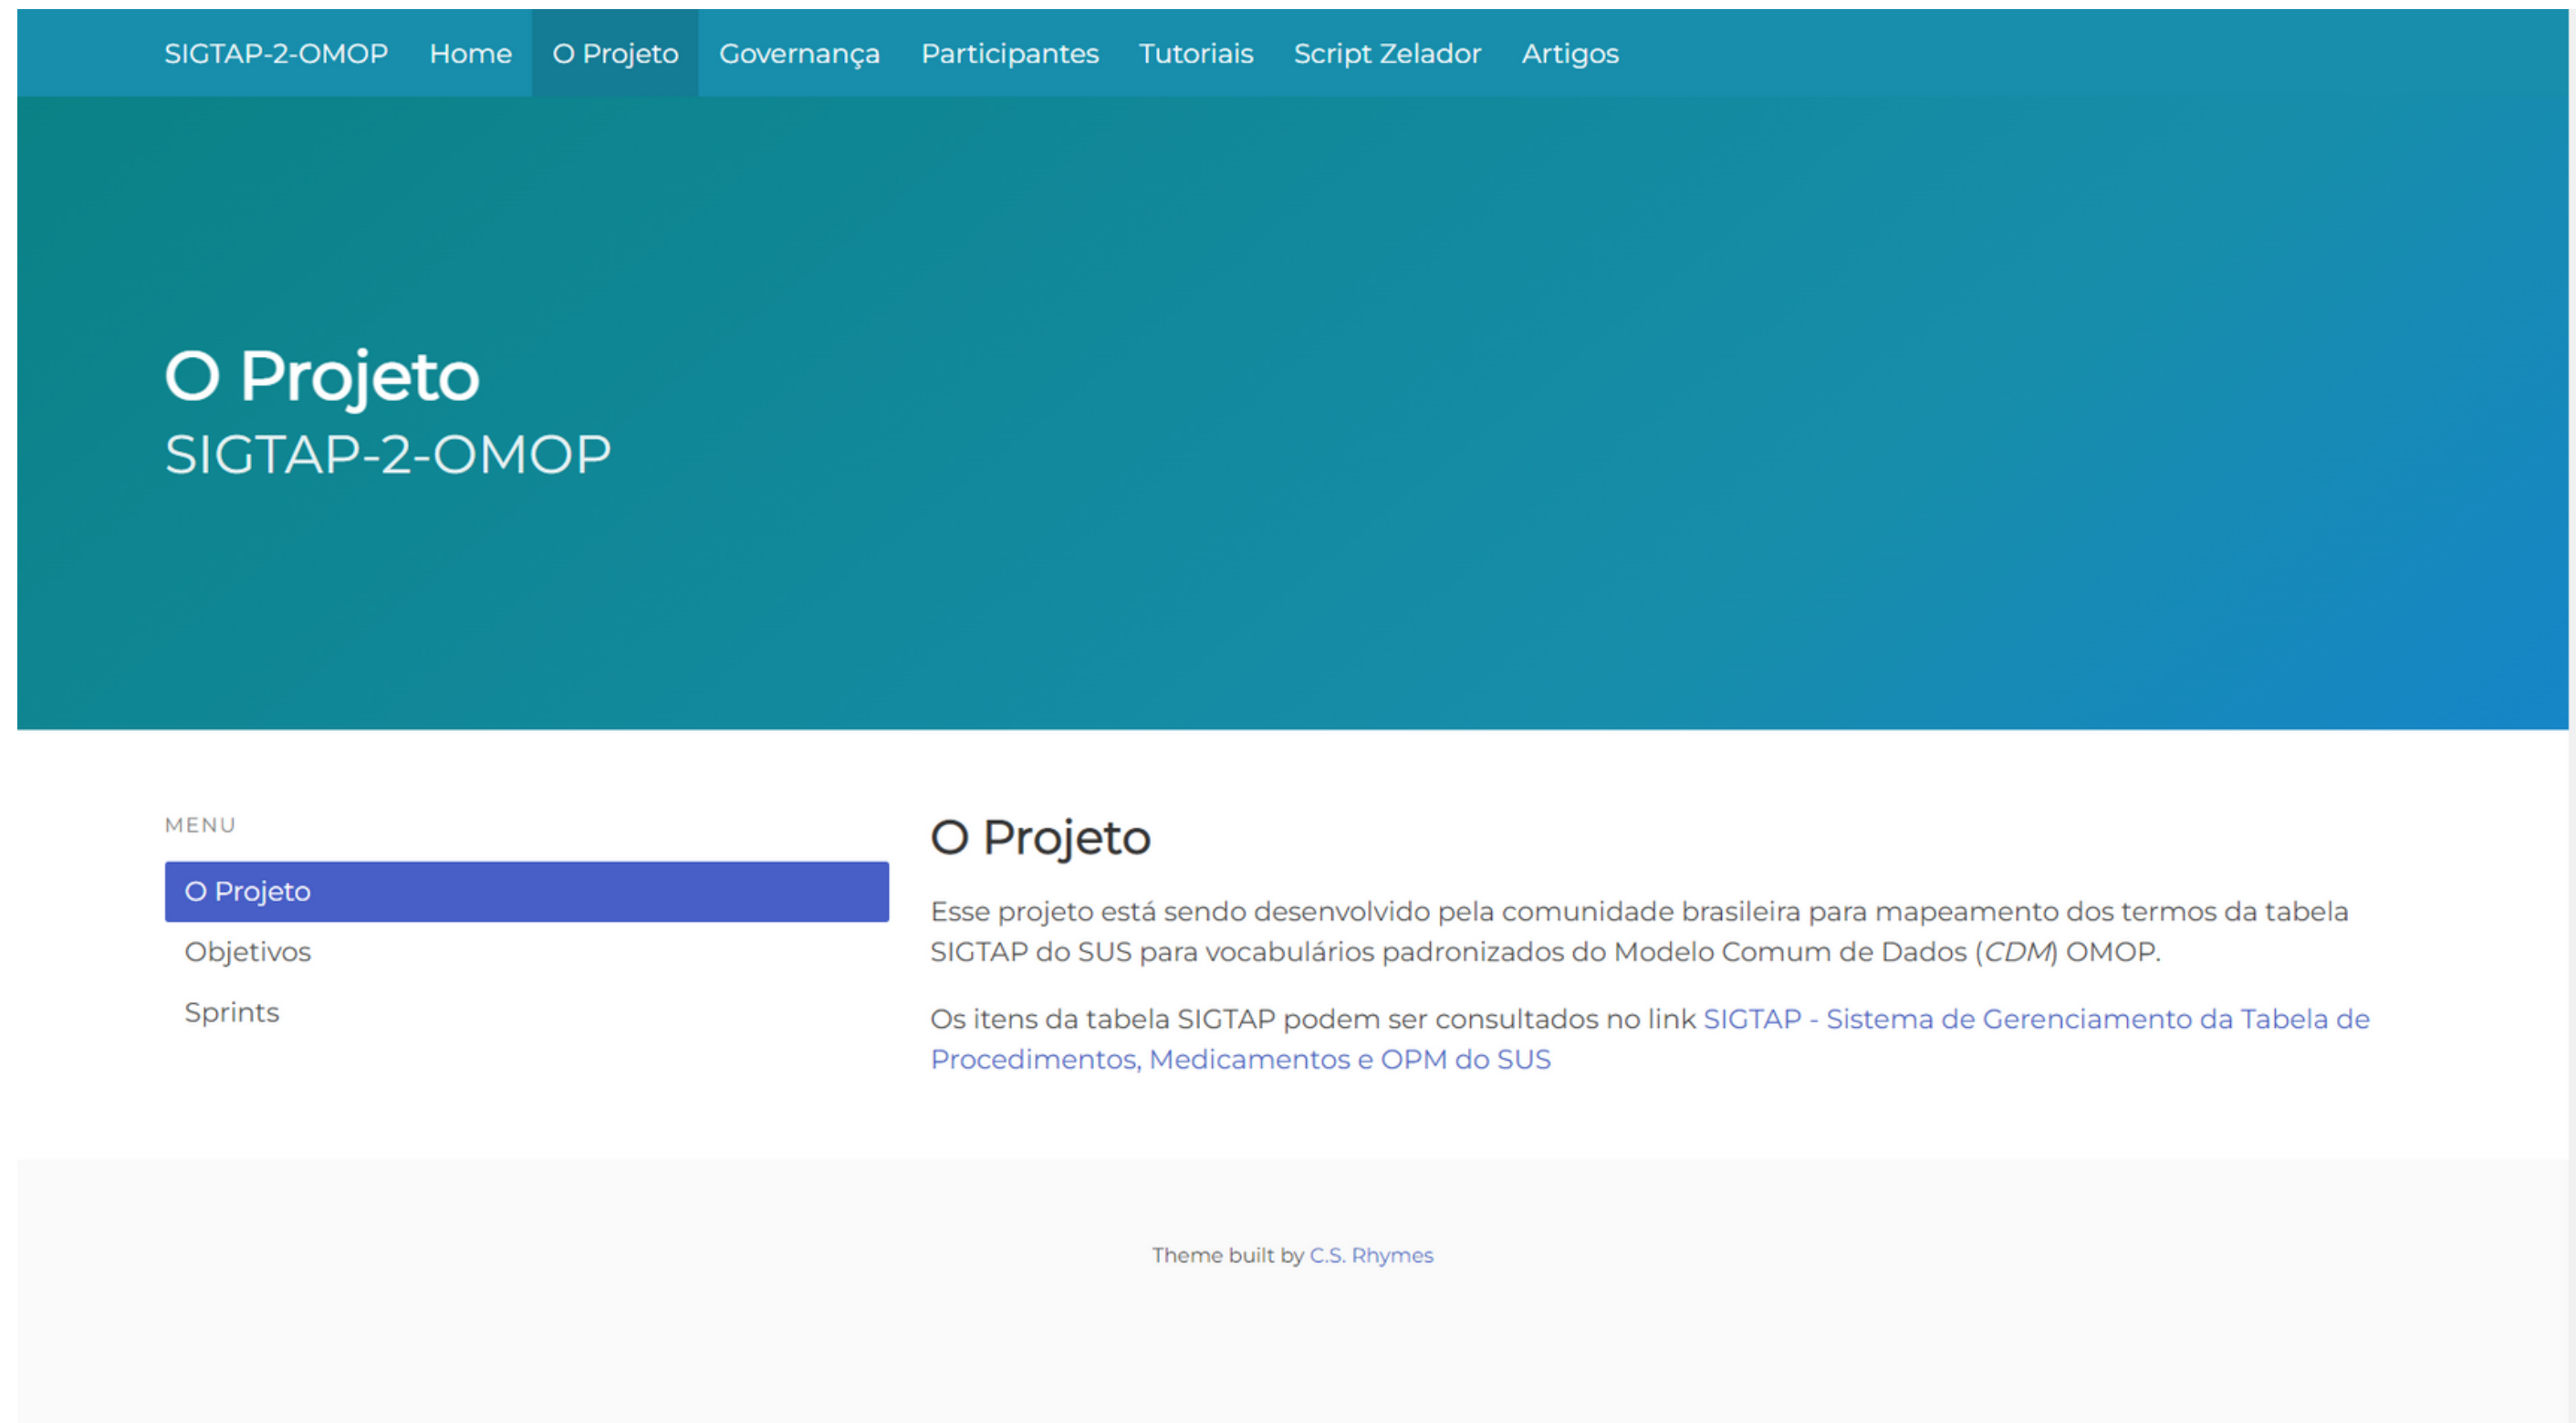 SIGTAP-2-OMOP Home O Projeto Governança Participantes Tutoriais Script Zelador Artigos
O Projeto
SIGTAP-2-OMOP
MENU
O Projeto
Objetivos
Sprints
O Projeto
Esse projeto está sendo desenvolvido pela comunidade brasileira para mapeamento dos termos da tabela
SIGTAP do SUS para vocabulários padronizados do Modelo Comum de Dados (CDM) OMOP.
Os itens da tabela SIGTAP podem ser consultados no link SIGTAP - Sistema de Gerenciamento da Tabela de
Procedimentos, Medicamentos e OPM do SUS
Theme built by C.S. Rhymes